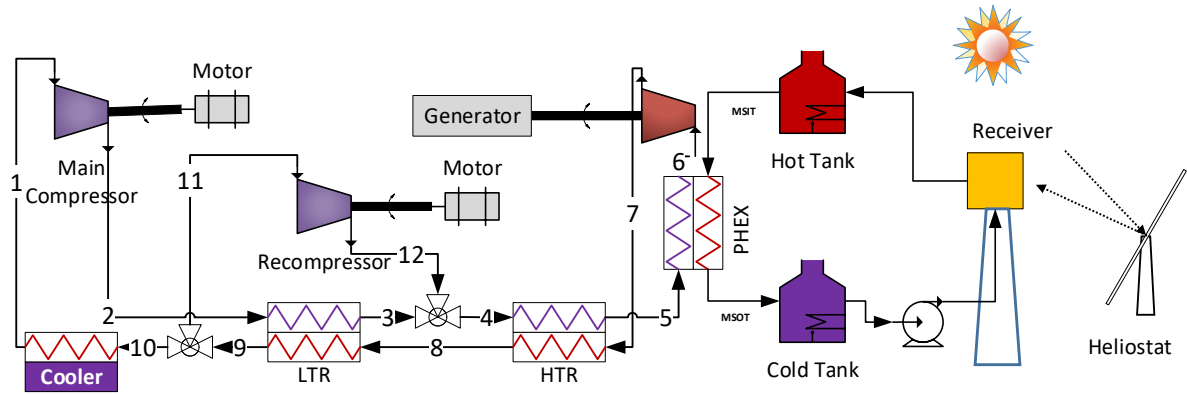 Motor
Generator
MSIT
Hot Tank
Receiver
Main
Compressor
1
11
Motor
6
7
PHEX
Recompressor
12
2
3
4
5
MSOT
Cold Tank
Heliostat
10
9
8
Cooler
LTR
HTR